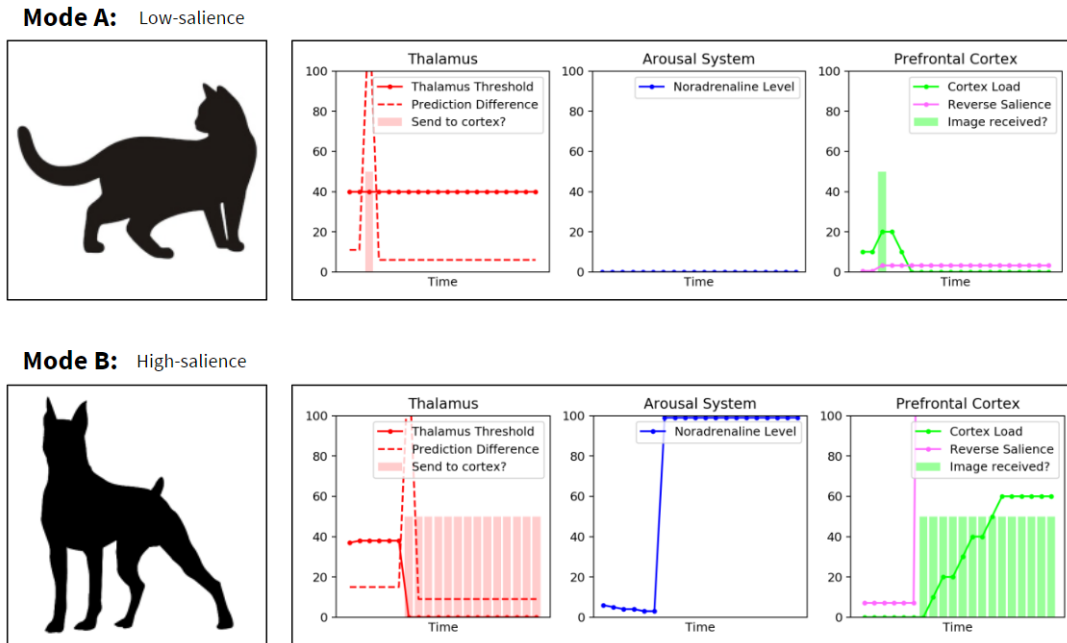 Mode A: Low-salience
Thalamus
100
80
60
40
20
0
Thalamus Threshold
Prediction Difference
Send to cortex?
Time
Arousal System
100
80
60
40
20
0
Noradrenaline Level
Time
Prefrontal Cortex
100
80
60
40
20
0
Cortex Load
Reverse Salience
Image received?
Time
Mode B: High-salience
Thalamus
100
80
60
40
20
0
Thalamus Threshold
Prediction Difference
Send to cortex?
Time
Arousal System
100
80
60
40
20
0
Noradrenaline Level
Time
Prefrontal Cortex
100
80
60
40
20
0
Cortex Load
Reverse Salience
Image received?
Time